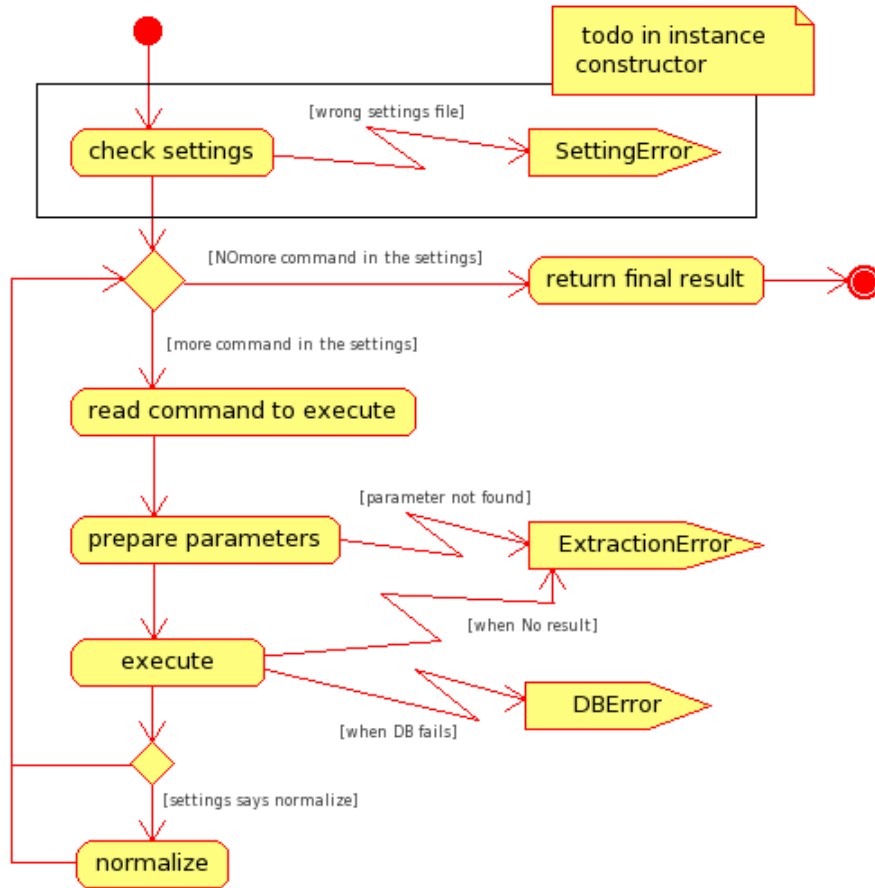 todo in instance
constructor
[wrong settings file]
check settings
SettingError
[NOmore command in the settings]
return final result
[more command in the settings]
read command to execute
[parameter not found]
prepare parameters
ExtractionError
[when No result]
execute
DBError
[when DB fails]
[settings says normalize]
normalize